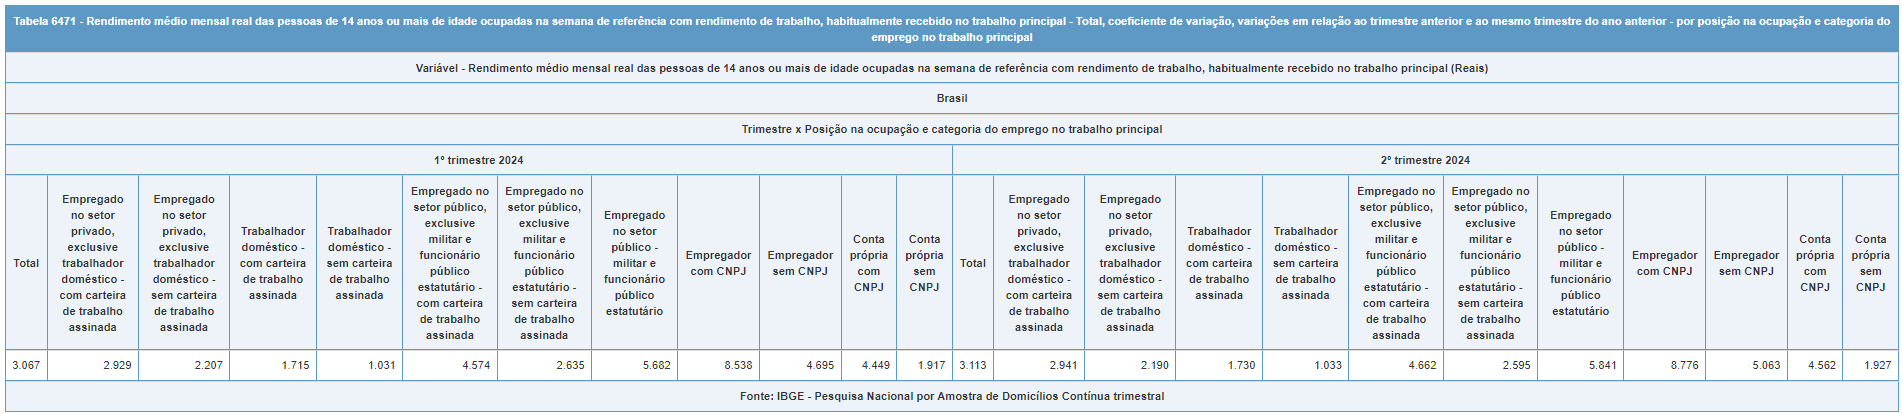 Tabela 6471 - Rendimento médio mensal real das pessoas de 14 anos ou mais de idade ocupadas na semana de referência com rendimento de trabalho, habitualmente recebido no trabalho principal - Total, coeficiente de variação, variações em relação ao trimestre anterior e ao mesmo trimestre do ano anterior - por posição na ocupação e categoria do
emprego no trabalho principal
Variável - Rendimento médio mensal real das pessoas de 14 anos ou mais de idade ocupadas na semana de referência com rendimento de trabalho, habitualmente recebido no trabalho principal (Reais)
Brasil
Trimestre x Posição na ocupação e categoria do emprego no trabalho principal
1º trimestre 2024
2º trimestre 2024
Total
Empregado
no setor
privado,
exclusive
trabalhador
doméstico -
com carteira
de trabalho
assinada
Empregado
no setor
privado,
exclusive
trabalhador
doméstico -
sem carteira
de trabalho
assinada
Trabalhador
doméstico -
com carteira
de trabalho
assinada
Trabalhador
doméstico -
sem carteira
de trabalho
assinada
Empregado no
setor público,
exclusive
militar e
funcionário
público
estatutário -
com carteira
de trabalho
assinada
Empregado no
setor público,
exclusive
militar e
funcionário
público
estatutário -
sem carteira
de trabalho
assinada
Empregado
no setor
público -
militar e
funcionário
público
estatutário
Empregador
com CNPJ
Empregador
sem CNPJ
Conta
própria
com
CNPJ
Conta
própria
sem
CNPJ
Total
Empregado
no setor
privado,
exclusive
trabalhador
doméstico -
com carteira
de trabalho
assinada
Empregado
no setor
privado,
exclusive
trabalhador
doméstico -
sem carteira
de trabalho
assinada
Trabalhador
doméstico -
com carteira
de trabalho
assinada
Trabalhador
doméstico -
sem carteira
de trabalho
assinada
Empregado no
setor público,
exclusive
militar e
funcionário
público
estatutário -
com carteira
de trabalho
assinada
Empregado no
setor público,
exclusive
militar e
funcionário
público
estatutário -
sem carteira
de trabalho
assinada
Empregado
no setor
público -
militar e
funcionário
público
estatutário
Empregador
com CNPJ
Empregador
sem CNPJ
Conta
própria
com
CNPJ
Conta
própria
sem
CNPJ
3.067 2.929 2.207 1.715 1.031 4.574 2.635 5.682 8.538 4.695 4.449 1.917 3.113 2.941 2.190 1.730 1.033 4.662 2.595 5.841 8.776 5.063 4.562 1.927
Fonte: IBGE - Pesquisa Nacional por Amostra de Domicílios Contínua trimestral